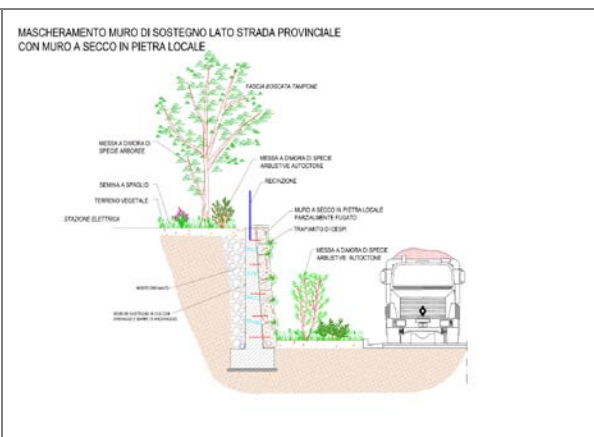 MASCHERAMENTO MURO DI SOSTEGNO LATO STRADA PROVINCIALE
CON MURO A SECCO IN PIETRA LOCALE
FASCIA BOSCATA TAMPONE
MESSA A DIMORA DI
SPECIE ARBOREE
MESSA A DIMORA DI SPECIE
ARBUSTIVE AUTOCTONE
RECINZIONE
SEMINA A SPAGLIO
TERRENO VEGETALE
STAZIONE ELETTRICA
MURO A SECCO IN PIETRA LOCALE
PARZIALMENTE FUGATO
TRAPIANTO DI CESPI
MESSA A DIMORA DI SPECIE
ARBUSTIVE AUTOCTONE